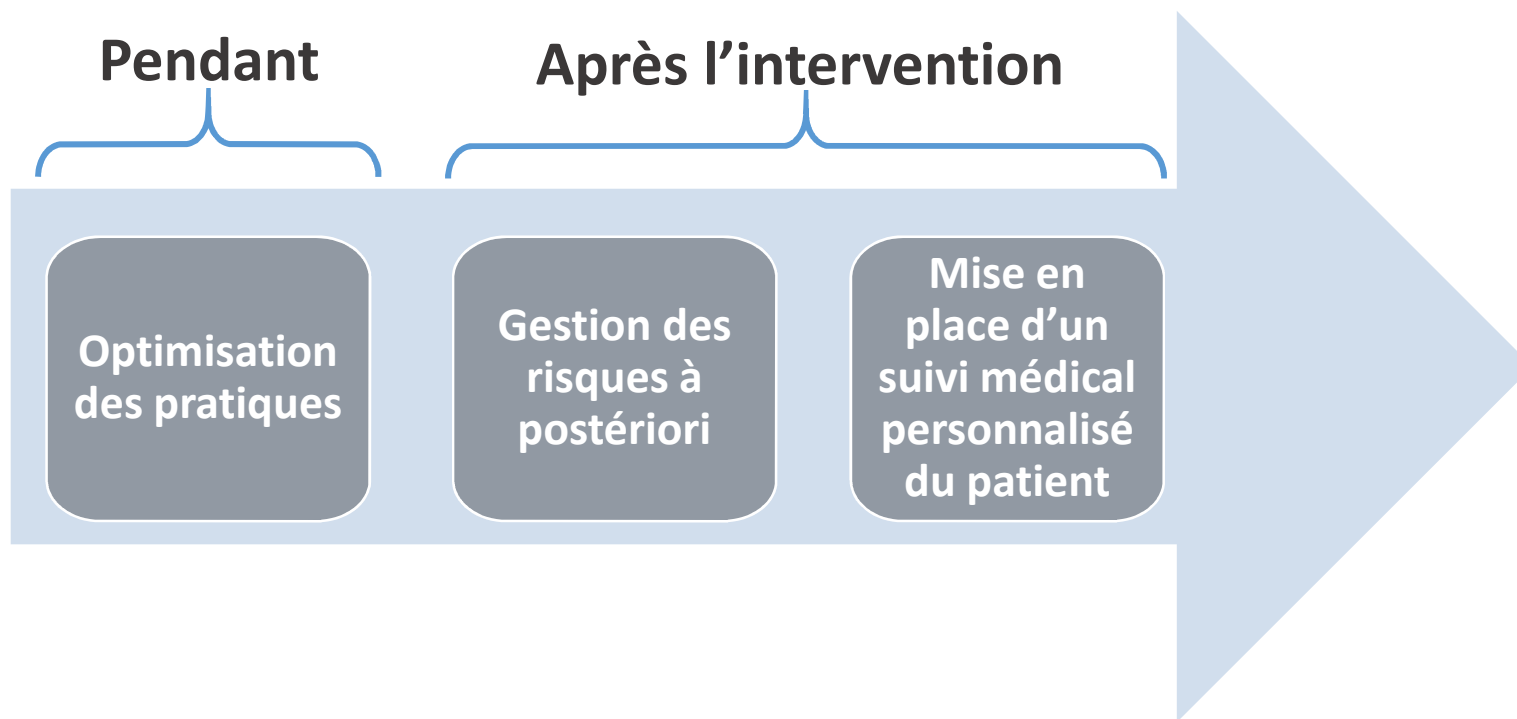 Pendant
Après l’intervention
Optimisation
des pratiques
Gestion des
risques à
postériori
Mise en
place d’un
suivi médical
personnalisé
du patient